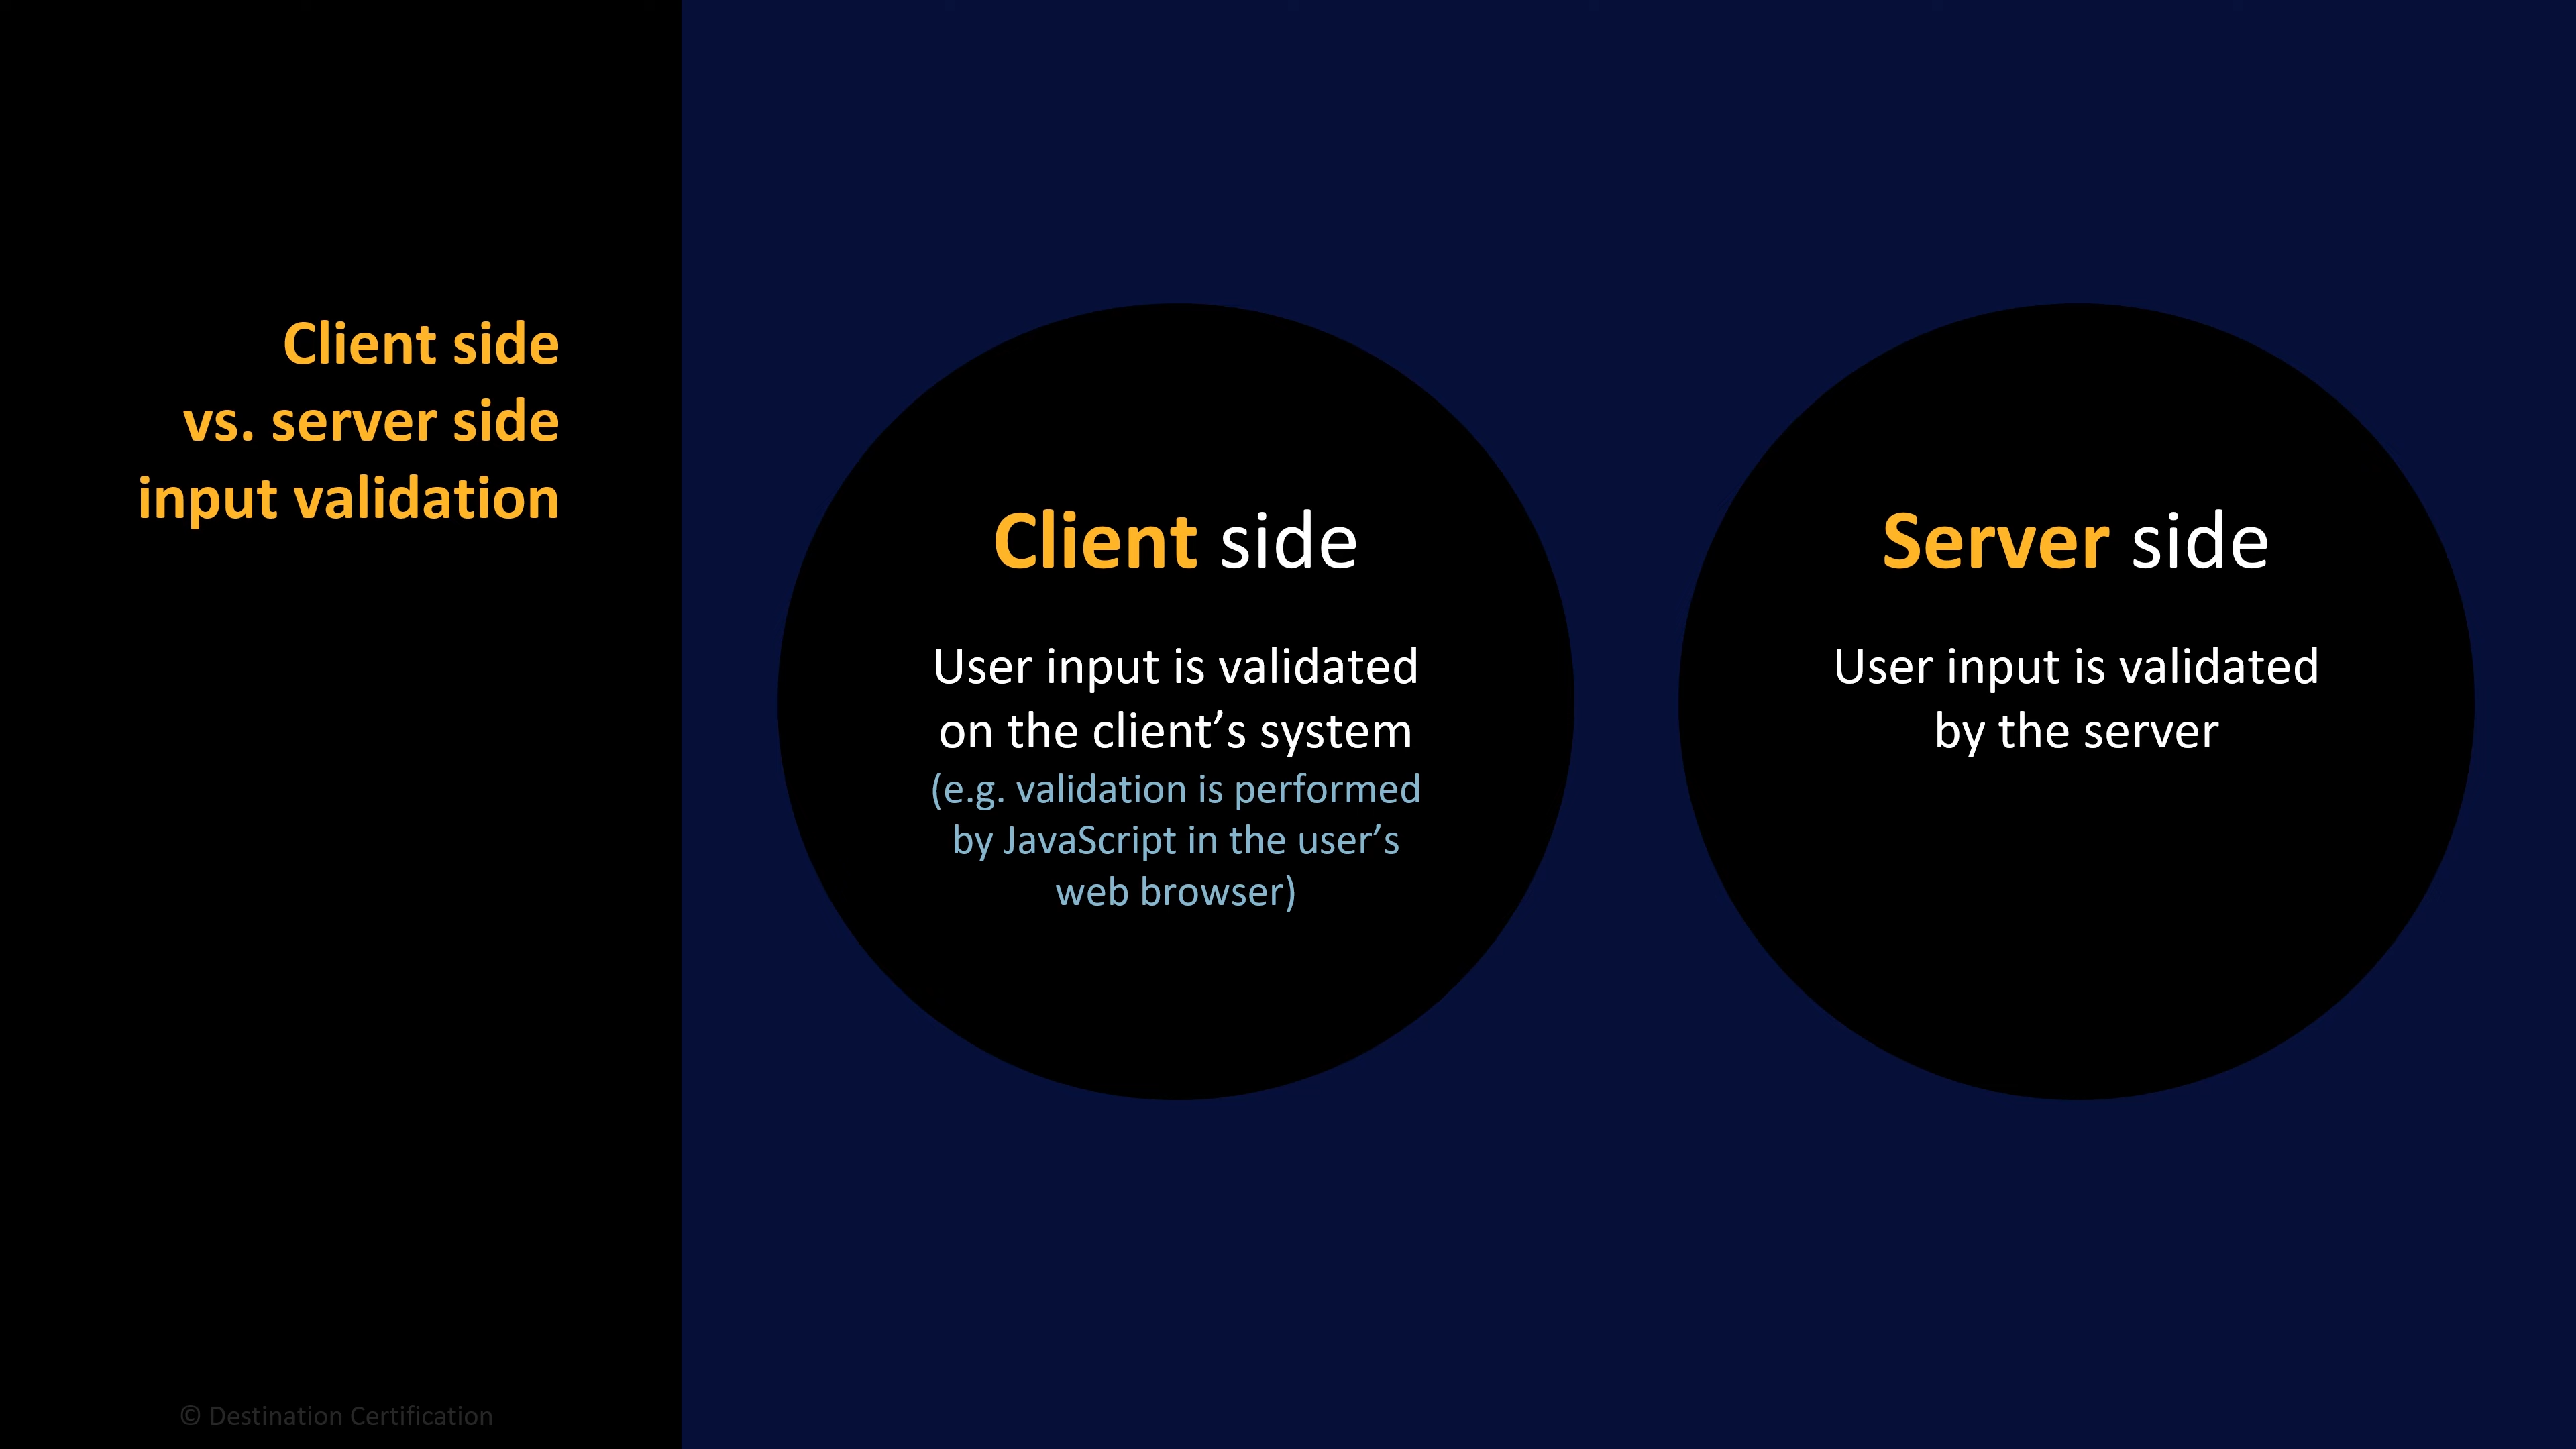 Client side
vs. server side
input validation
Client side
User input is validated
on the client’s system
(e.g. validation is performed
by JavaScript in the user’s
web browser)
Server side
User input is validated
by the server
© Destination Certification